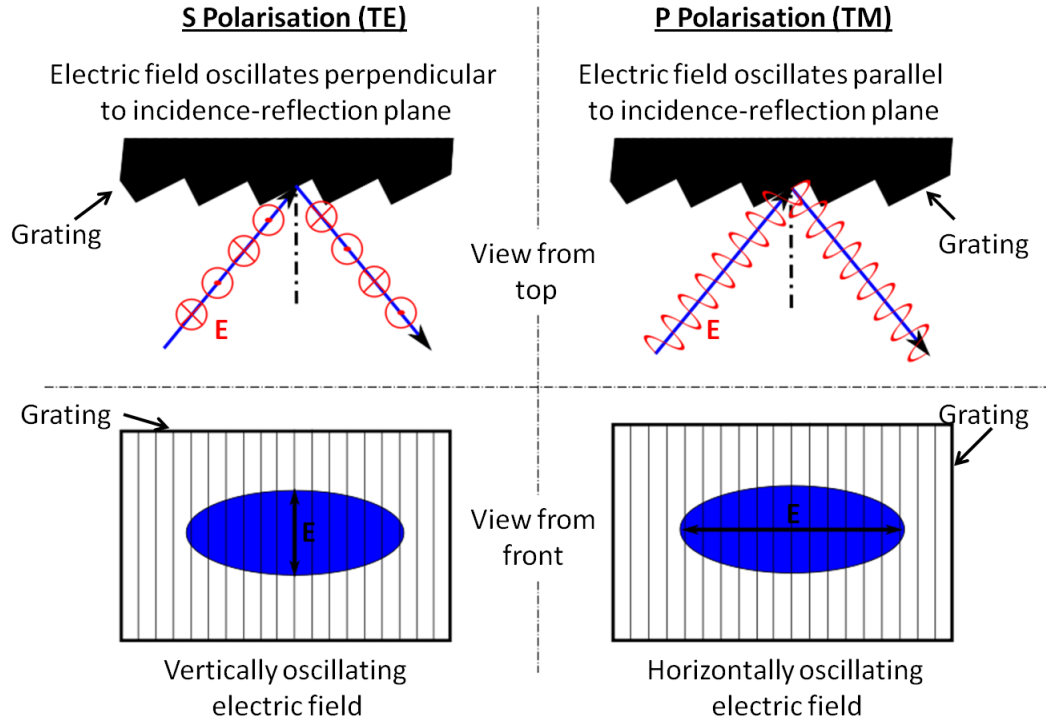 S Polarisation (TE)
P Polarisation (TM)
Electric field oscillates perpendicular
to incidence-reflection plane
Electric field oscillates parallel
to incidence-reflection plane
Grating
E
View from
top
Grating
E
Grating
E
View from
front
Grating
E
Vertically oscillating
electric field
Horizontally oscillating
electric field